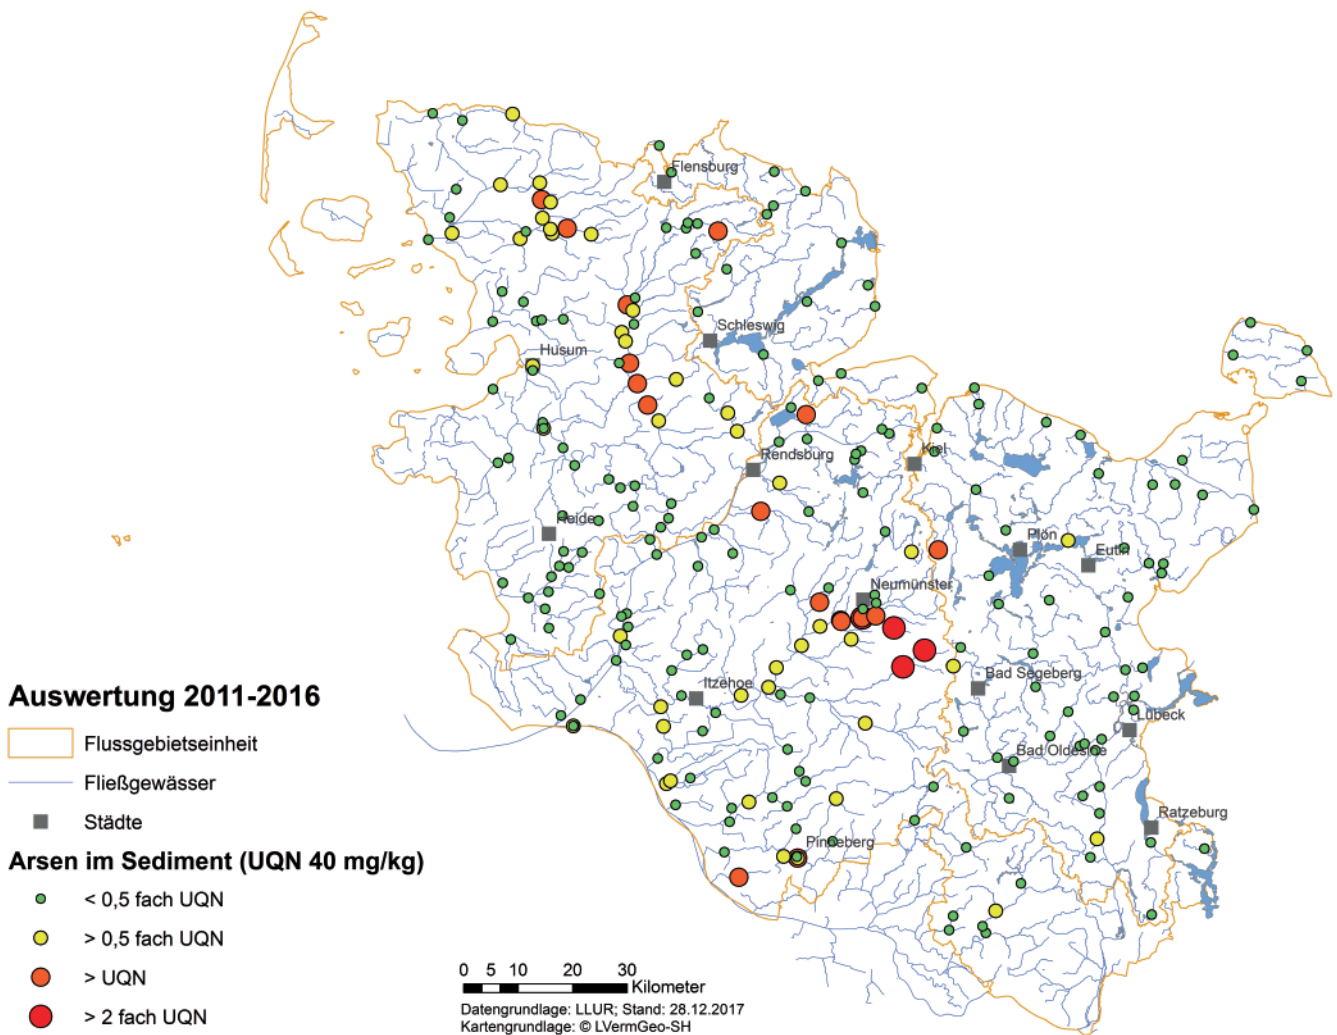 Flensburg
Schleswig
Husum
Rendsburg
Kiel
Heide
Plön
Eutin
Neumünster
Bad Segeberg
Itzehoe
Lübeck
Bad Oldesloe
Ratzeburg
Pinneberg
Auswertung 2011-2016
Flussgebietseinheit
Fließgewässer
Städte
Arsen im Sediment (UQN 40 mg/kg)
< 0,5 fach UQN
> 0,5 fach UQN
> UQN
> 2 fach UQN
0 5 10 20 30
Kilometer
Datengrundlage: LLUR; Stand: 28.12.2017
Kartengrundlage: © LVermGeo-SH